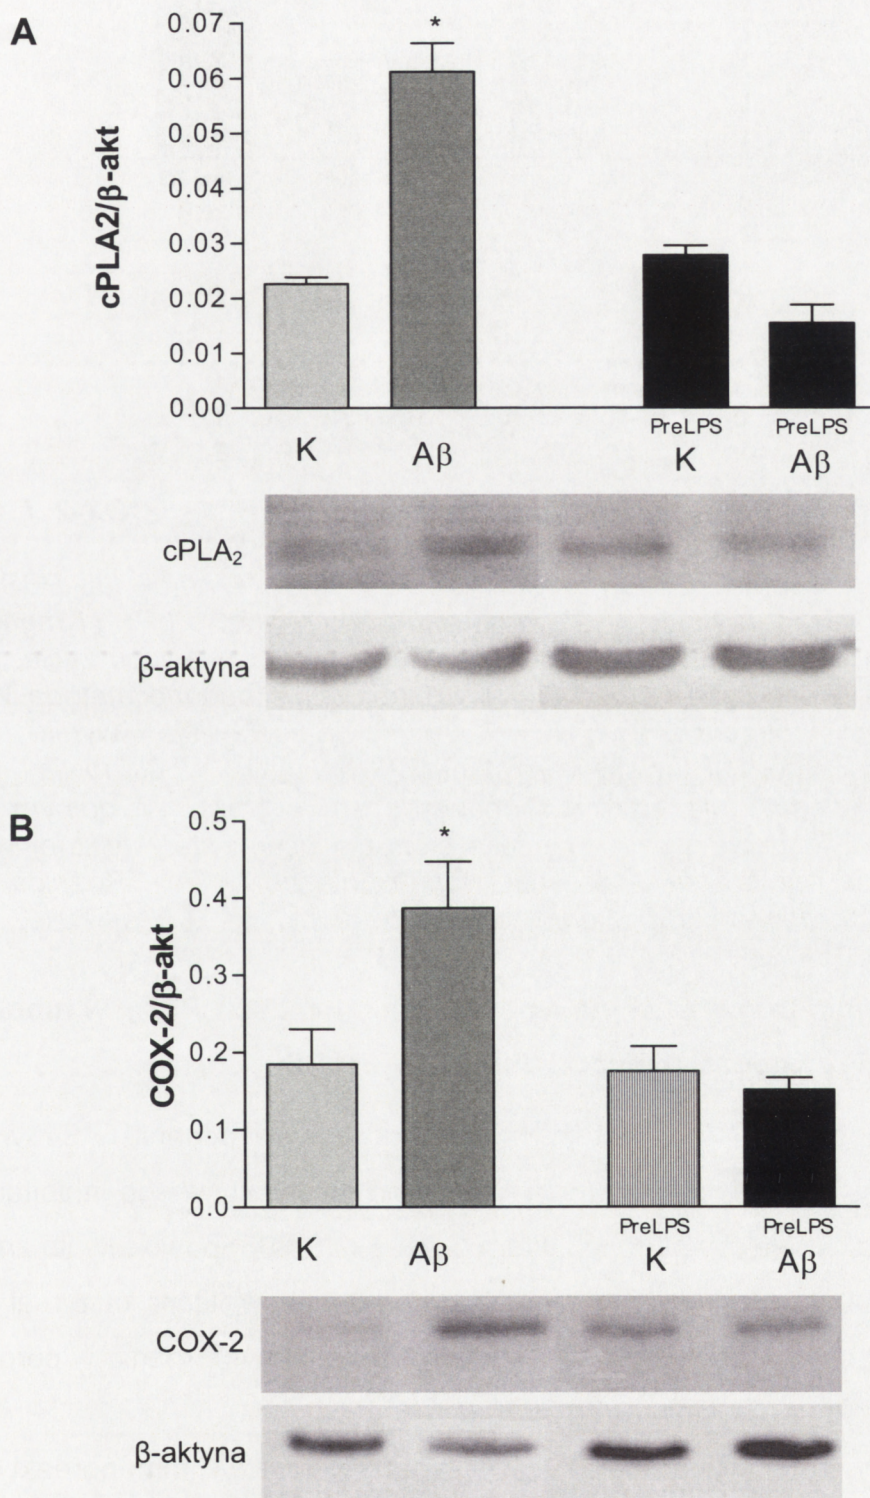 A
cPLA2/β-akt
0.07
0.06
0.05
0.04
0.03
0.02
0.01
0.00
*
PreLPS PreLPS
K Aβ K Aβ
cPLA₂
β-aktyna
B
COX-2/β-akt
0.5
0.4
0.3
0.2
0.1
0.0
*
PreLPS PreLPS
K Aβ K Aβ
COX-2
β-aktyna